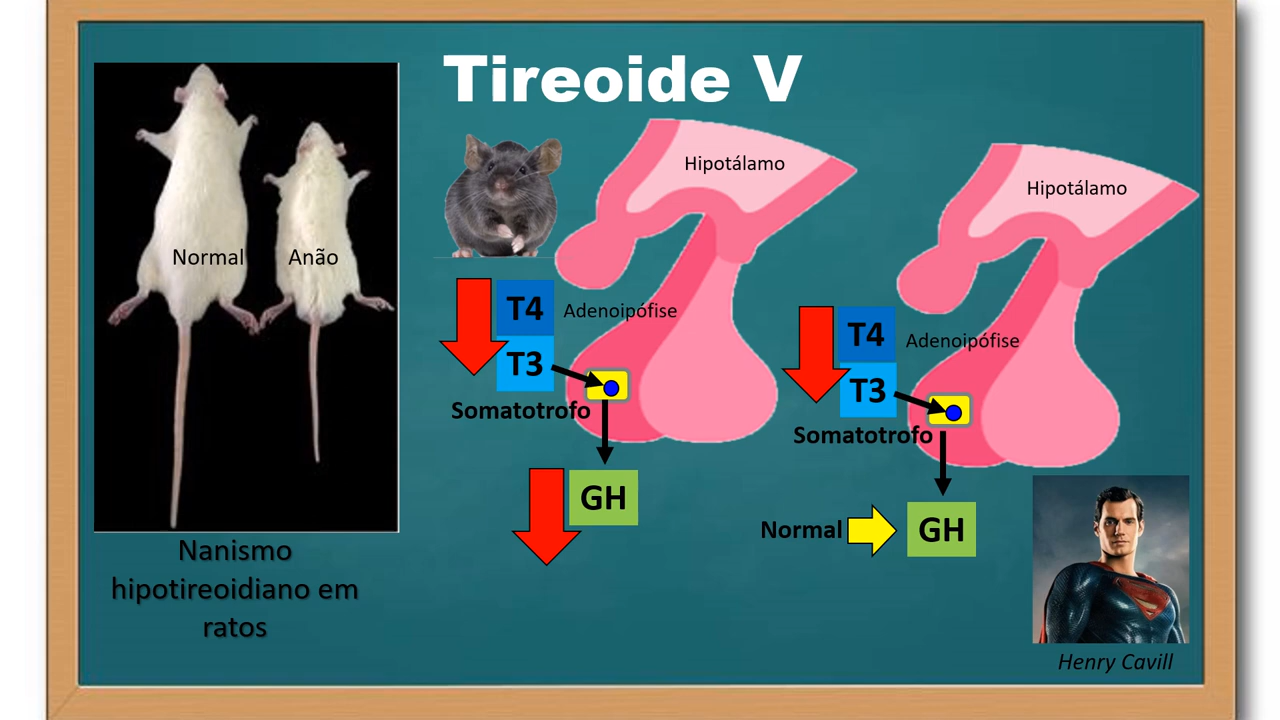 Tireoide V
Normal
Anão
Nanismo
hipotireoidiano em
ratos
Hipotálamo
T4
Adenoipófise
T3
Somatotrofo
GH
Hipotálamo
T4
Adenoipófise
T3
Somatotrofo
Normal
GH
Henry Cavill